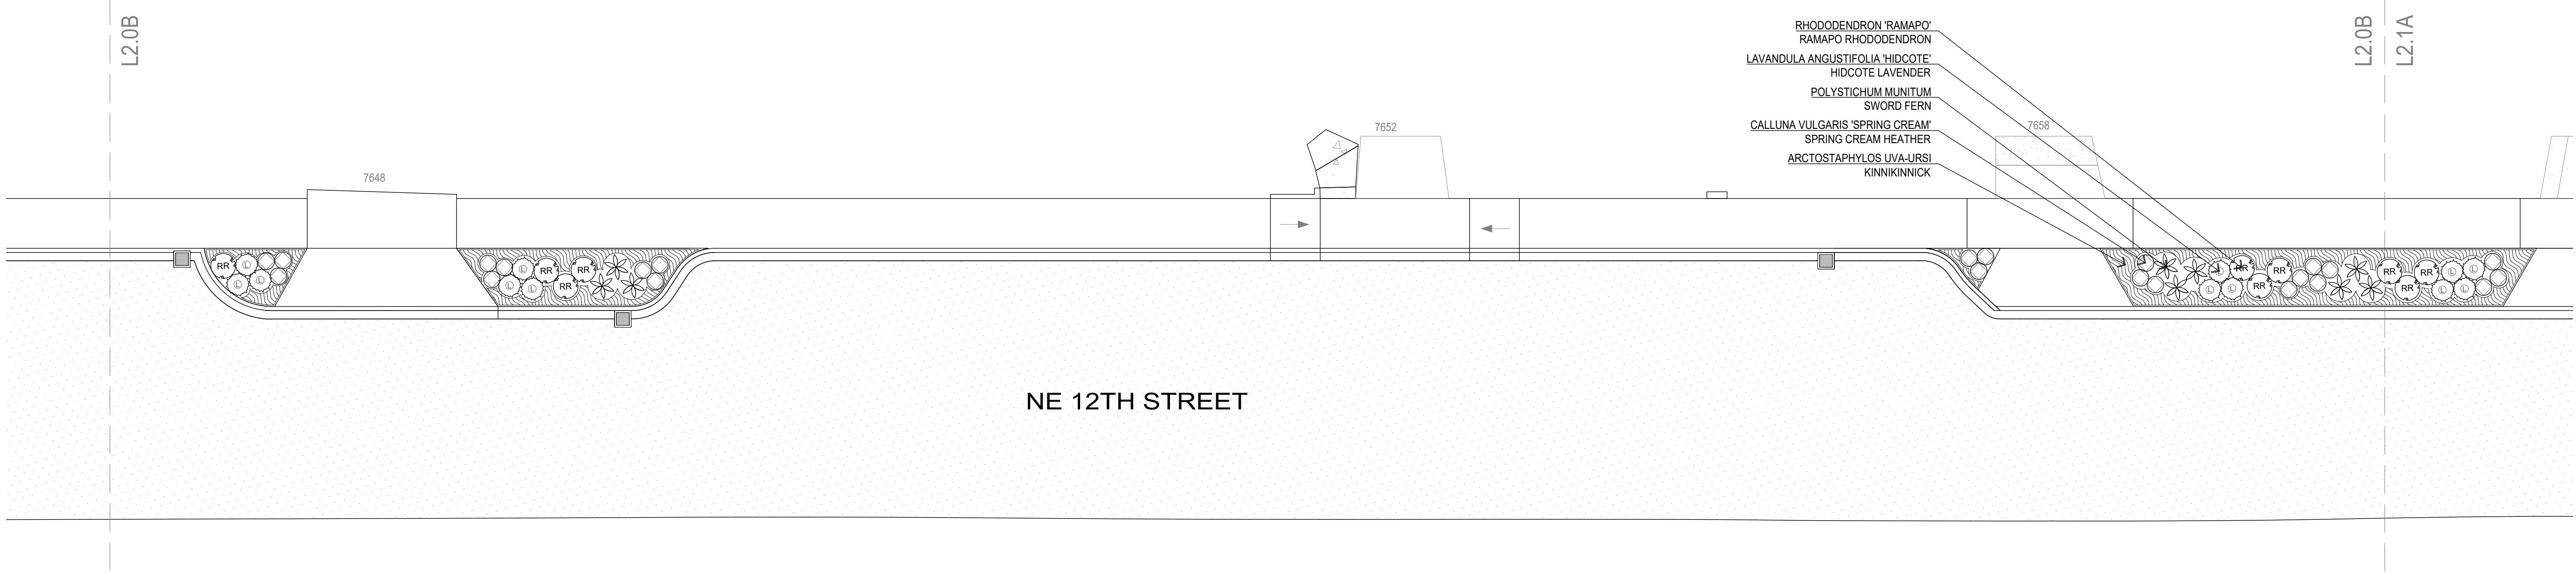 L2.0B
L2.0B
L2.1A
RHODODENDRON 'RAMAPO'
RAMAPO RHODODENDRON
LAVANDULA ANGUSTIFOLIA 'HIDCOTE'
HIDCOTE LAVENDER
POLYSTICHUM MUNITUM
SWORD FERN
CALLUNA VULGARIS 'SPRING CREAM'
SPRING CREAM HEATHER
ARCTOSTAPHYLOS UVA-URSI
KINNIKINNICK
7648
7652
7658
RR
L
L
L
L
L
L
RR
RR
RR
L
L
L
RR
RR
RR
RR
RR
RR
L
L
L
L
NE 12TH STREET